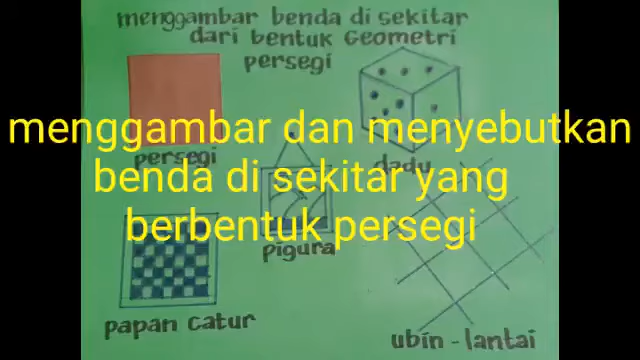 menggambar benda di sekitar
dari bentuk Geometri
persegi
menggambar dan menyebutkan
benda di sekitar yang
berbentuk persegi
persegi
dadu
pigura
papan catur
ubin - lantai